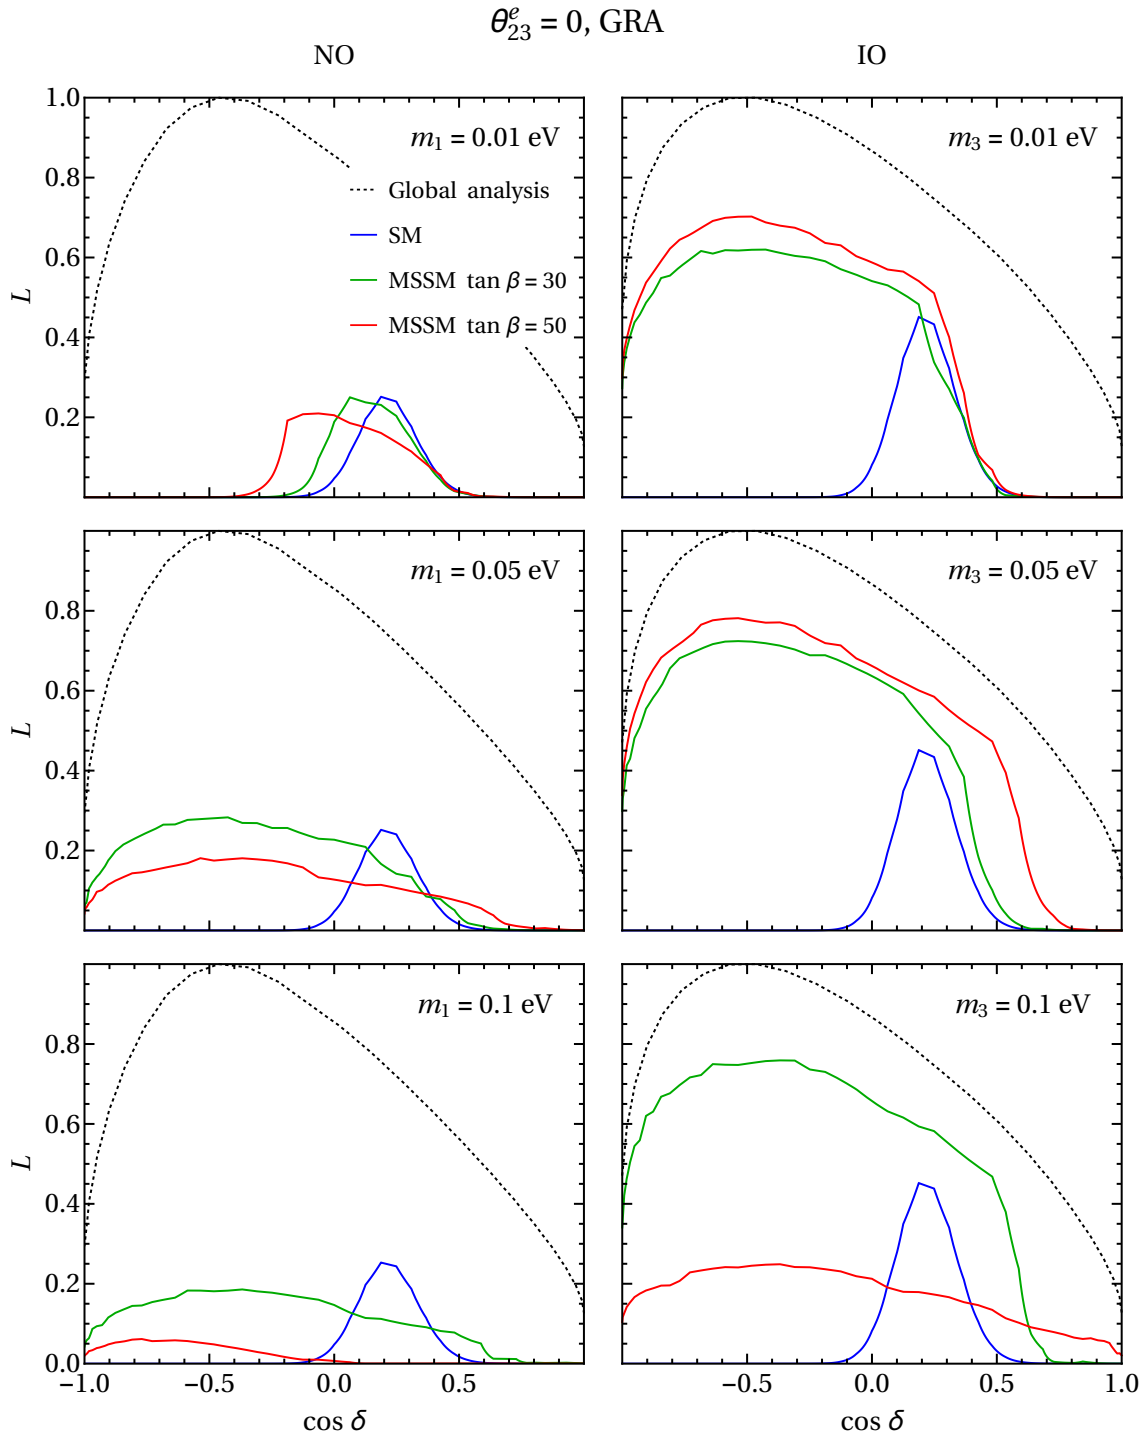 θᵉ₂₃ = 0, GRA
NO IO
1.0
0.8
0.6
0.4
0.2
L
m₁ = 0.01 eV
Global analysis
SM
MSSM tan β = 30
MSSM tan β = 50
m₃ = 0.01 eV
0.8
0.6
0.4
0.2
L
m₁ = 0.05 eV
m₃ = 0.05 eV
0.8
0.6
0.4
0.2
0.0
L
m₁ = 0.1 eV
m₃ = 0.1 eV
−1.0 −0.5 0.0 0.5
−0.5 0.0 0.5 1.0
cos δ cos δ